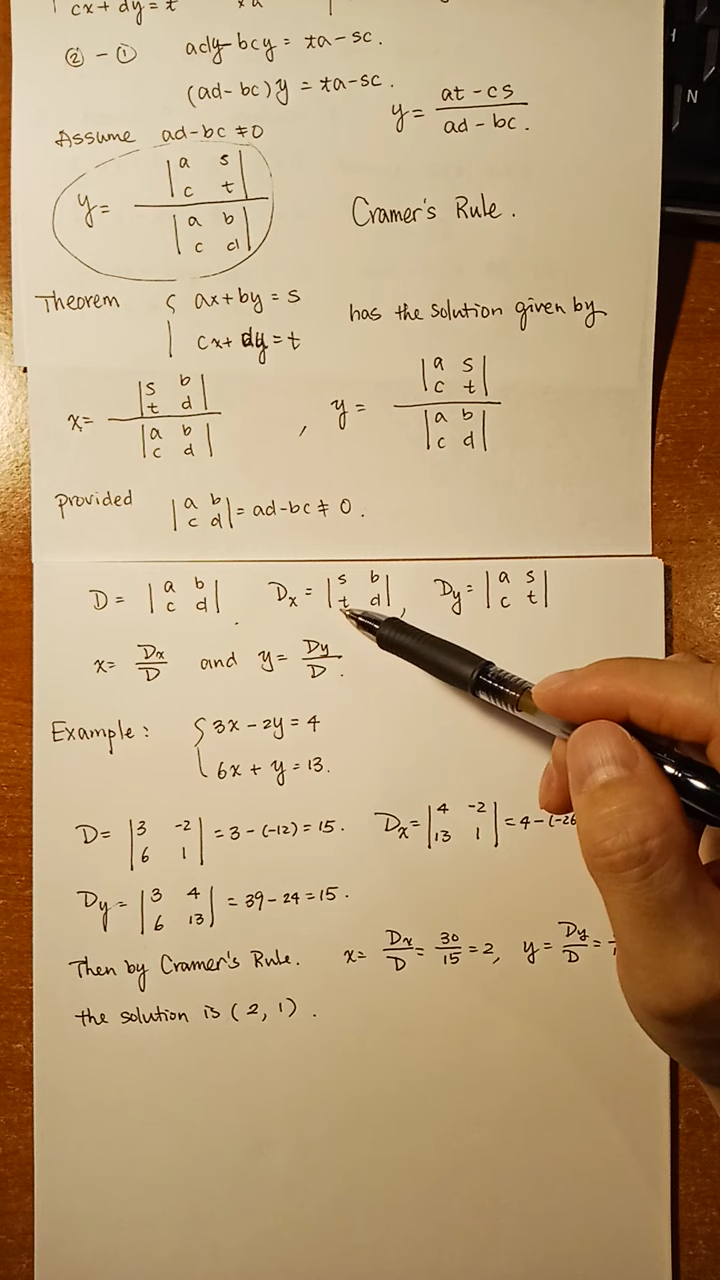 cx + dy = t
② - ① ady - bcy = ta - sc.
(ad - bc)y = ta - sc.
y = at - cs / ad - bc.
Assume ad - bc ≠ 0
y = |a s; c t| / |a b; c d|
Cramer's Rule.
Theorem { ax + by = s
cx + dy = t
has the solution given by
x = |s b; t d| / |a b; c d| , y = |a s; c t| / |a b; c d|
provided |a b; c d| = ad - bc ≠ 0.
D = |a b; c d|. Dx = |s b; t d|, Dy = |a s; c t|
x = Dx/D and y = Dy/D.
Example: { 3x - 2y = 4
6x + y = 13.
D = |3 -2; 6 1| = 3 - (-12) = 15. Dx = |4 -2; 13 1| = 4 - (-26
Dy = |3 4; 6 13| = 39 - 24 = 15.
Then by Cramer's Rule. x = Dx/D = 30/15 = 2, y = Dy/D =
the solution is (2, 1).
N